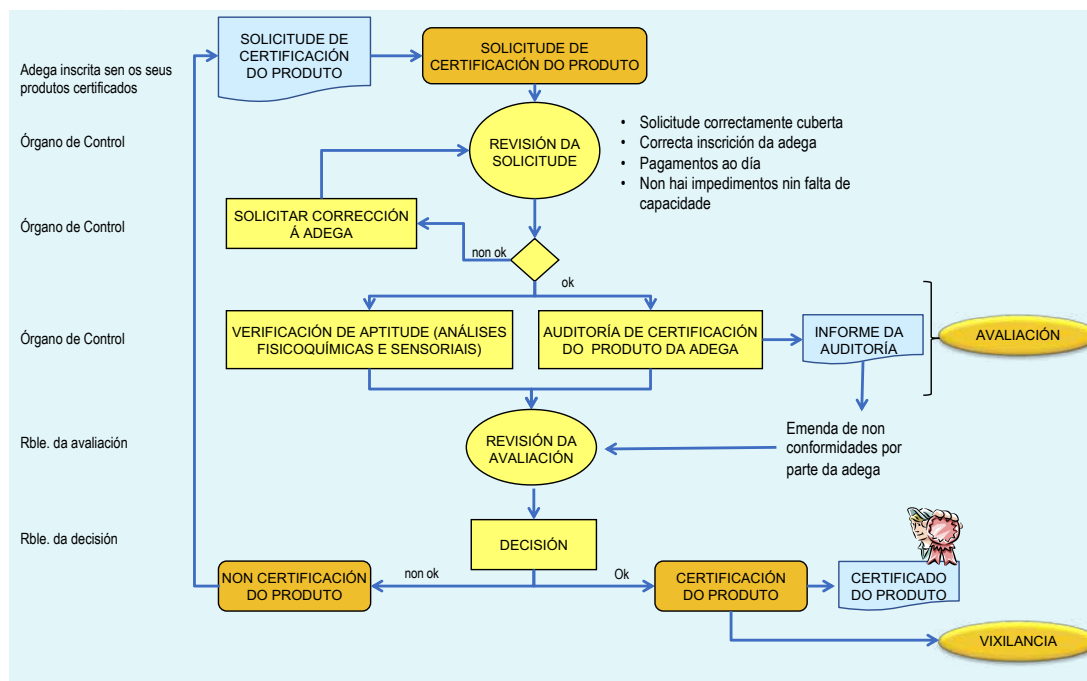 SOLICITUDE DE
CERTIFICACIÓN
DO PRODUTO
SOLICITUDE DE
CERTIFICACIÓN DO PRODUTO
Adega inscrita sen os seus
produtos certificados
Órgano de Control
REVISIÓN DA
SOLICITUDE
• Solicitude correctamente cuberta
• Correcta inscrición da adega
• Pagamentos ao día
• Non hai impedimentos nin falta de
capacidade
Órgano de Control
SOLICITAR CORRECCIÓN
Á ADEGA
non ok
ok
Órgano de Control
VERIFICACIÓN DE APTITUDE (ANÁLISES
FISICOQUÍMICAS E SENSORIAIS)
AUDITORÍA DE CERTIFICACIÓN
DO PRODUTO DA ADEGA
INFORME DA
AUDITORÍA
AVALIACIÓN
Rble. da avaliación
REVISIÓN DA
AVALIACIÓN
Emenda de non
conformidades por
parte da adega
Rble. da decisión
DECISIÓN
non ok
Ok
NON CERTIFICACIÓN
DO PRODUTO
CERTIFICACIÓN
DO PRODUTO
CERTIFICADO
DO PRODUTO
VIXILANCIA